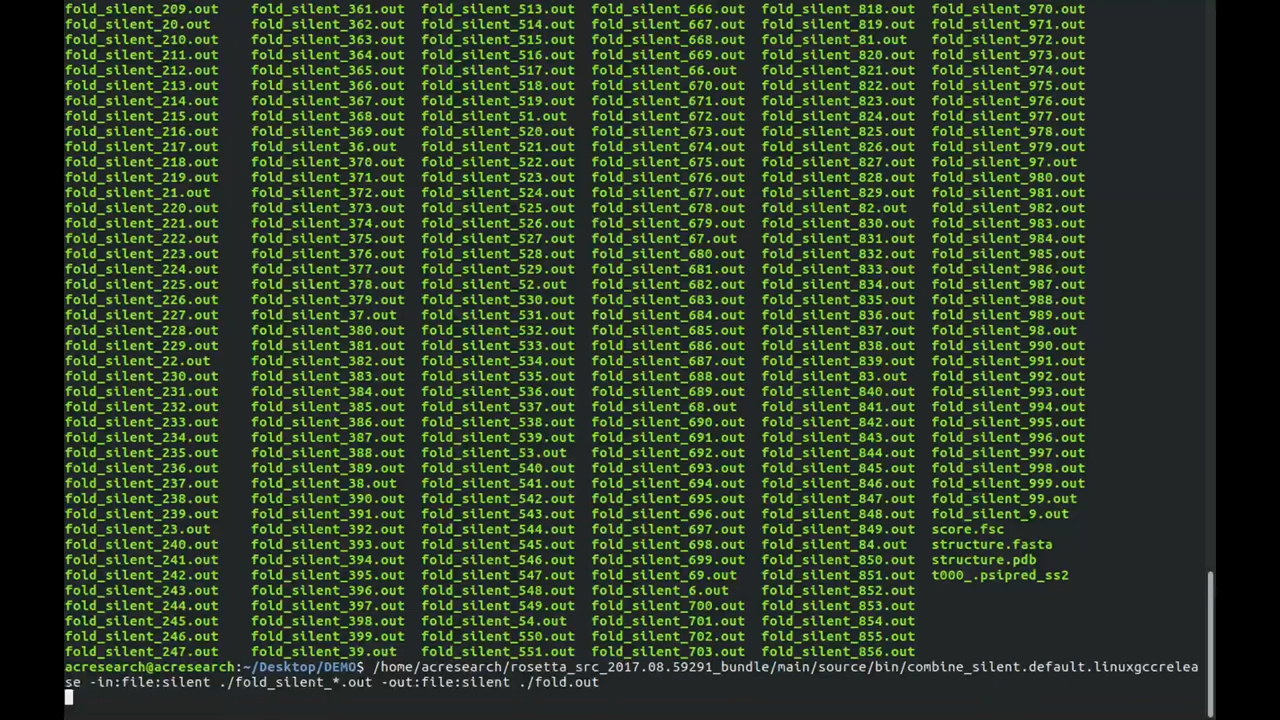 fold_silent_209.out fold_silent_361.out fold_silent_513.out fold_silent_666.out fold_silent_818.out fold_silent_970.out
fold_silent_20.out fold_silent_362.out fold_silent_514.out fold_silent_667.out fold_silent_819.out fold_silent_971.out
fold_silent_210.out fold_silent_363.out fold_silent_515.out fold_silent_668.out fold_silent_81.out fold_silent_972.out
fold_silent_211.out fold_silent_364.out fold_silent_516.out fold_silent_669.out fold_silent_820.out fold_silent_973.out
fold_silent_212.out fold_silent_365.out fold_silent_517.out fold_silent_66.out fold_silent_821.out fold_silent_974.out
fold_silent_213.out fold_silent_366.out fold_silent_518.out fold_silent_670.out fold_silent_822.out fold_silent_975.out
fold_silent_214.out fold_silent_367.out fold_silent_519.out fold_silent_671.out fold_silent_823.out fold_silent_976.out
fold_silent_215.out fold_silent_368.out fold_silent_51.out fold_silent_672.out fold_silent_824.out fold_silent_977.out
fold_silent_216.out fold_silent_369.out fold_silent_520.out fold_silent_673.out fold_silent_825.out fold_silent_978.out
fold_silent_217.out fold_silent_36.out fold_silent_521.out fold_silent_674.out fold_silent_826.out fold_silent_979.out
fold_silent_218.out fold_silent_370.out fold_silent_522.out fold_silent_675.out fold_silent_827.out fold_silent_97.out
fold_silent_219.out fold_silent_371.out fold_silent_523.out fold_silent_676.out fold_silent_828.out fold_silent_980.out
fold_silent_21.out fold_silent_372.out fold_silent_524.out fold_silent_677.out fold_silent_829.out fold_silent_981.out
fold_silent_220.out fold_silent_373.out fold_silent_525.out fold_silent_678.out fold_silent_82.out fold_silent_982.out
fold_silent_221.out fold_silent_374.out fold_silent_526.out fold_silent_679.out fold_silent_830.out fold_silent_983.out
fold_silent_222.out fold_silent_375.out fold_silent_527.out fold_silent_67.out fold_silent_831.out fold_silent_984.out
fold_silent_223.out fold_silent_376.out fold_silent_528.out fold_silent_680.out fold_silent_832.out fold_silent_985.out
fold_silent_224.out fold_silent_377.out fold_silent_529.out fold_silent_681.out fold_silent_833.out fold_silent_986.out
fold_silent_225.out fold_silent_378.out fold_silent_52.out fold_silent_682.out fold_silent_834.out fold_silent_987.out
fold_silent_226.out fold_silent_379.out fold_silent_530.out fold_silent_683.out fold_silent_835.out fold_silent_988.out
fold_silent_227.out fold_silent_37.out fold_silent_531.out fold_silent_684.out fold_silent_836.out fold_silent_989.out
fold_silent_228.out fold_silent_380.out fold_silent_532.out fold_silent_685.out fold_silent_837.out fold_silent_98.out
fold_silent_229.out fold_silent_381.out fold_silent_533.out fold_silent_686.out fold_silent_838.out fold_silent_990.out
fold_silent_22.out fold_silent_382.out fold_silent_534.out fold_silent_687.out fold_silent_839.out fold_silent_991.out
fold_silent_230.out fold_silent_383.out fold_silent_535.out fold_silent_688.out fold_silent_83.out fold_silent_992.out
fold_silent_231.out fold_silent_384.out fold_silent_536.out fold_silent_689.out fold_silent_840.out fold_silent_993.out
fold_silent_232.out fold_silent_385.out fold_silent_537.out fold_silent_68.out fold_silent_841.out fold_silent_994.out
fold_silent_233.out fold_silent_386.out fold_silent_538.out fold_silent_690.out fold_silent_842.out fold_silent_995.out
fold_silent_234.out fold_silent_387.out fold_silent_539.out fold_silent_691.out fold_silent_843.out fold_silent_996.out
fold_silent_235.out fold_silent_388.out fold_silent_53.out fold_silent_692.out fold_silent_844.out fold_silent_997.out
fold_silent_236.out fold_silent_389.out fold_silent_540.out fold_silent_693.out fold_silent_845.out fold_silent_998.out
fold_silent_237.out fold_silent_38.out fold_silent_541.out fold_silent_694.out fold_silent_846.out fold_silent_999.out
fold_silent_238.out fold_silent_390.out fold_silent_542.out fold_silent_695.out fold_silent_847.out fold_silent_99.out
fold_silent_239.out fold_silent_391.out fold_silent_543.out fold_silent_696.out fold_silent_848.out fold_silent_9.out
fold_silent_23.out fold_silent_392.out fold_silent_544.out fold_silent_697.out fold_silent_849.out score.fsc
fold_silent_240.out fold_silent_393.out fold_silent_545.out fold_silent_698.out fold_silent_84.out structure.fasta
fold_silent_241.out fold_silent_394.out fold_silent_546.out fold_silent_699.out fold_silent_850.out structure.pdb
fold_silent_242.out fold_silent_395.out fold_silent_547.out fold_silent_69.out fold_silent_851.out t000_.psipred_ss2
fold_silent_243.out fold_silent_396.out fold_silent_548.out fold_silent_6.out fold_silent_852.out
fold_silent_244.out fold_silent_397.out fold_silent_549.out fold_silent_700.out fold_silent_853.out
fold_silent_245.out fold_silent_398.out fold_silent_54.out fold_silent_701.out fold_silent_854.out
fold_silent_246.out fold_silent_399.out fold_silent_550.out fold_silent_702.out fold_silent_855.out
fold_silent_247.out fold_silent_39.out fold_silent_551.out fold_silent_703.out fold_silent_856.out
acresearch@acresearch:~/Desktop/DEMO$ /home/acresearch/rosetta_src_2017.08.59291_bundle/main/source/bin/combine_silent.default.linuxgccrelea
se -in:file:silent ./fold_silent_*.out -out:file:silent ./fold.out